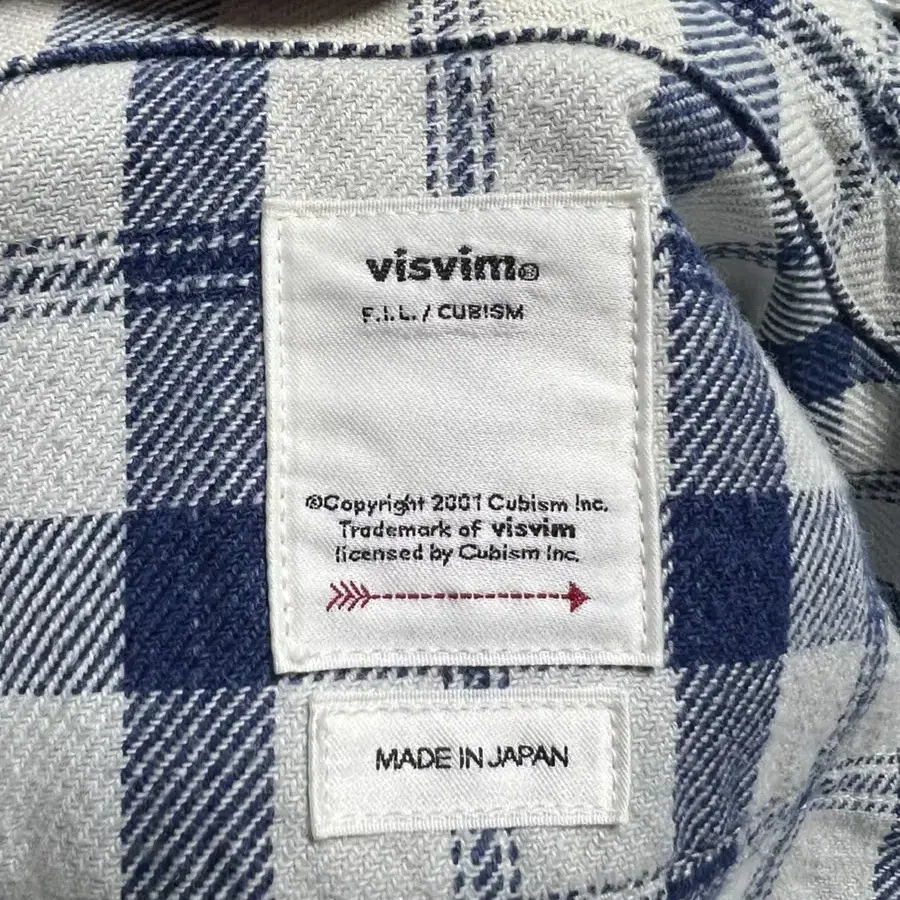 visvim®
F.I.L. / CUBISM
©Copyright 2001 Cubism Inc.
Trademark of visvim
licensed by Cubism Inc.
MADE IN JAPAN